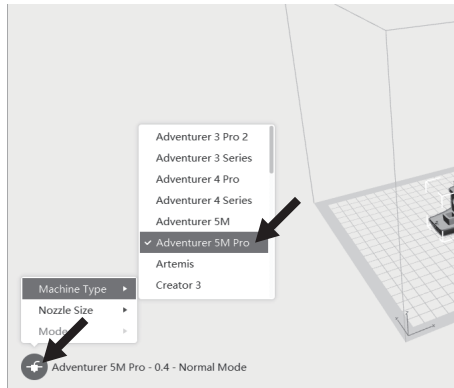 Adventurer 3 Pro 2
Adventurer 3 Series
Adventurer 4 Pro
Adventurer 4 Series
Adventurer 5M
Adventurer 5M Pro
Artemis
Creator 3
Machine Type
Nozzle Size
Adventurer 5M Pro - 0.4 - Normal Mode